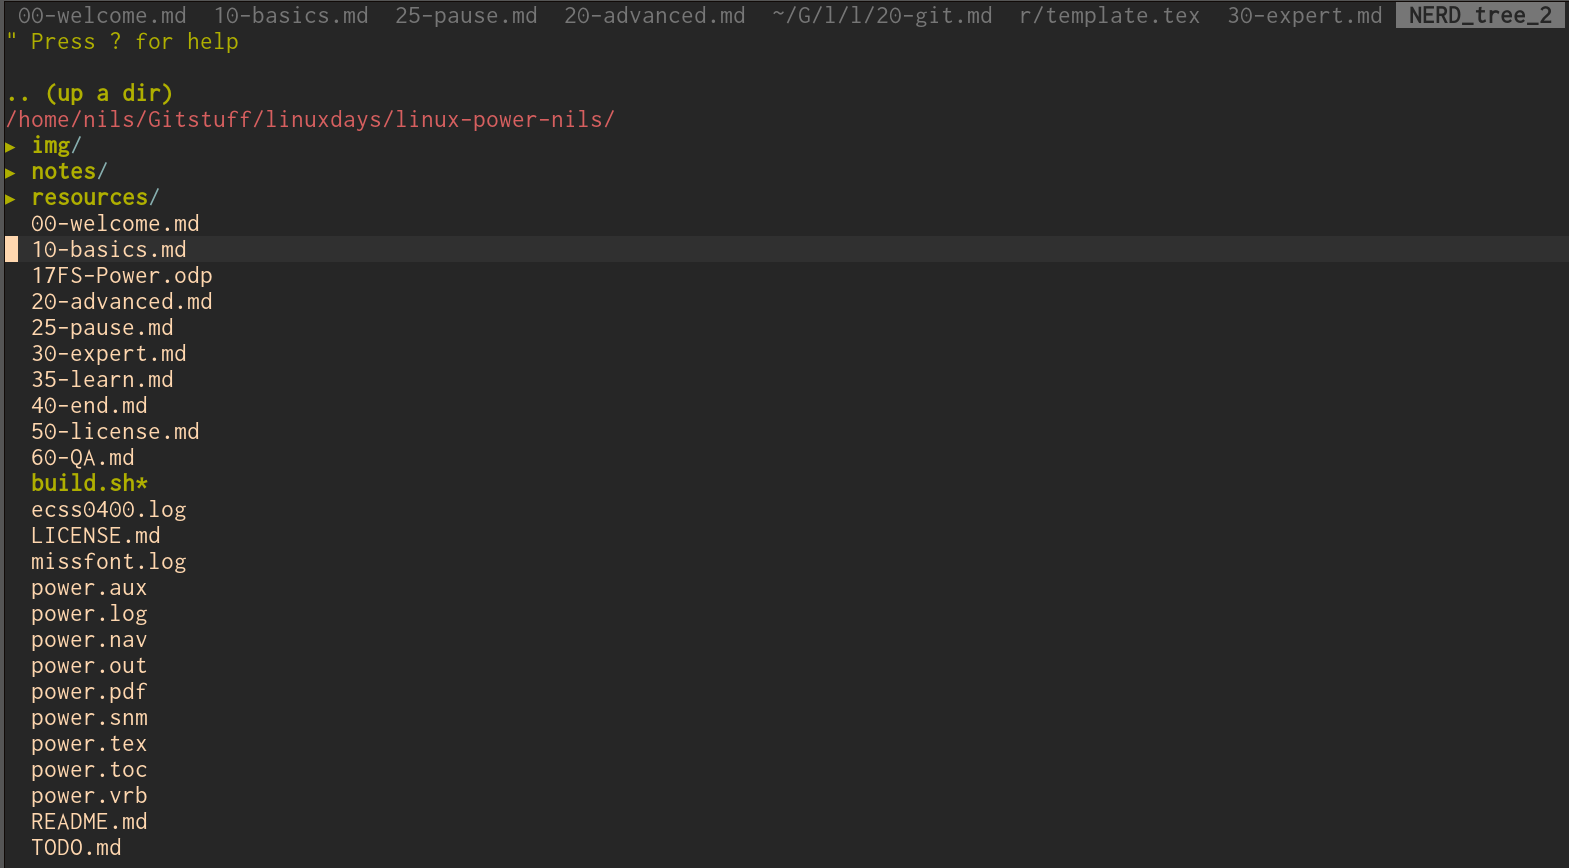 00-welcome.md 10-basics.md 25-pause.md 20-advanced.md ~/G/l/l/20-git.md r/template.tex 30-expert.md NERD_tree_2
" Press ? for help
.. (up a dir)
/home/nils/Gitstuff/linuxdays/linux-power-nils/
▸ img/
▸ notes/
▸ resources/
00-welcome.md
10-basics.md
17FS-Power.odp
20-advanced.md
25-pause.md
30-expert.md
35-learn.md
40-end.md
50-license.md
60-QA.md
build.sh*
ecss0400.log
LICENSE.md
missfont.log
power.aux
power.log
power.nav
power.out
power.pdf
power.snm
power.tex
power.toc
power.vrb
README.md
TODO.md